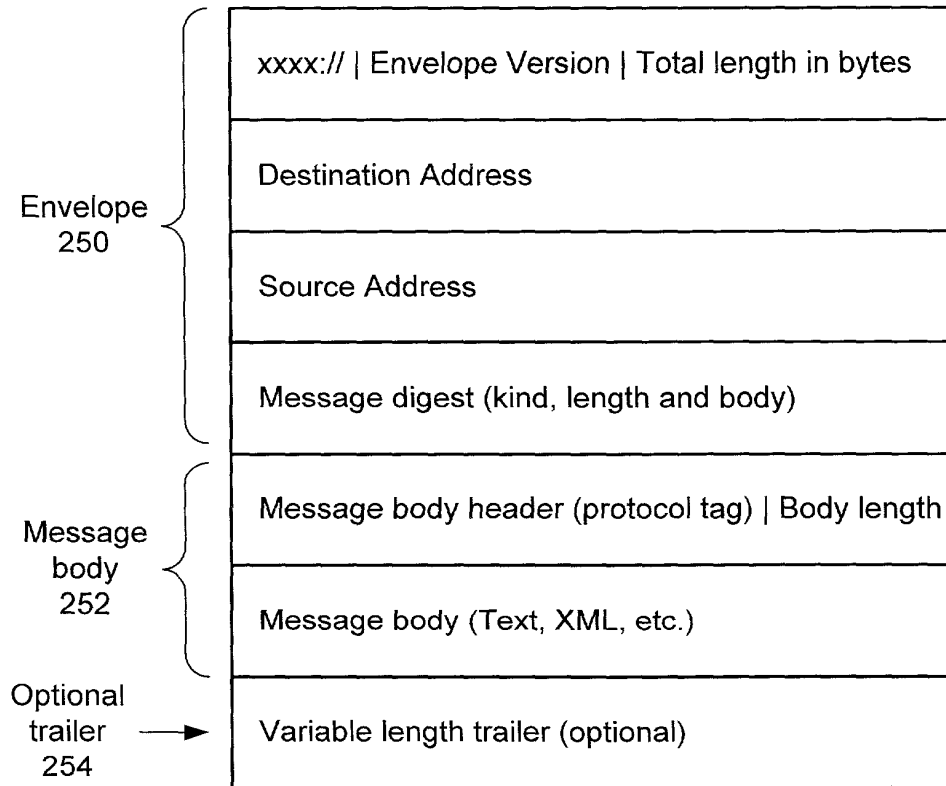 xxxx:// | Envelope Version | Total length in bytes
Destination Address
Envelope
250
Source Address
Message digest (kind, length and body)
Message body header (protocol tag) | Body length
Message
body
252
Message body (Text, XML, etc.)
Optional
trailer
254
Variable length trailer (optional)